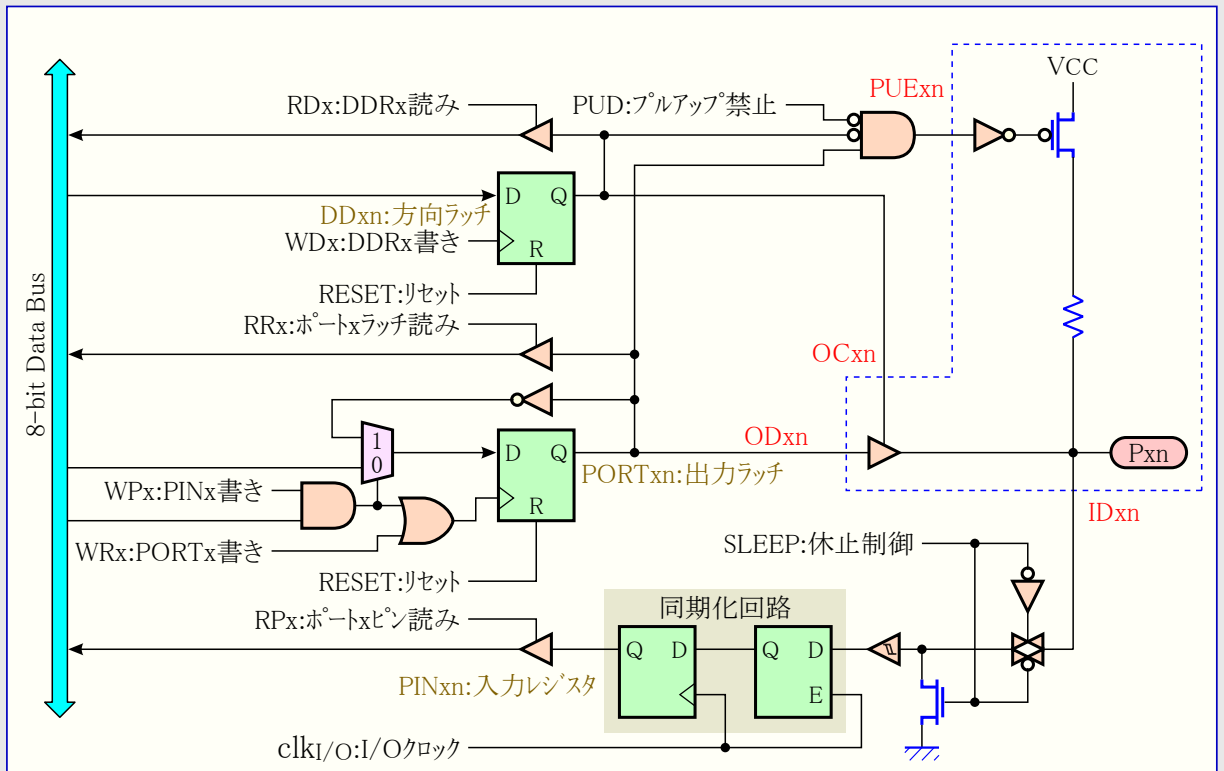 VCC
PUExn
RDx:DDRx読み
PUD:プルアップ禁止
D
Q
DDxn:方向ラッチ
WDx:DDRx書き
R
RESET:リセット
RRx:ポートxラッチ読み
OCxn
8-bit Data Bus
1
0
D
Q
ODxn
Pxn
PORTxn:出力ラッチ
WPx:PINx書き
R
IDxn
WRx:PORTx書き
SLEEP:休止制御
RESET:リセット
同期化回路
RPx:ポートxピン読み
Q
D
Q
D
PINxn:入力レジスタ
E
clkI/O:I/Oクロック